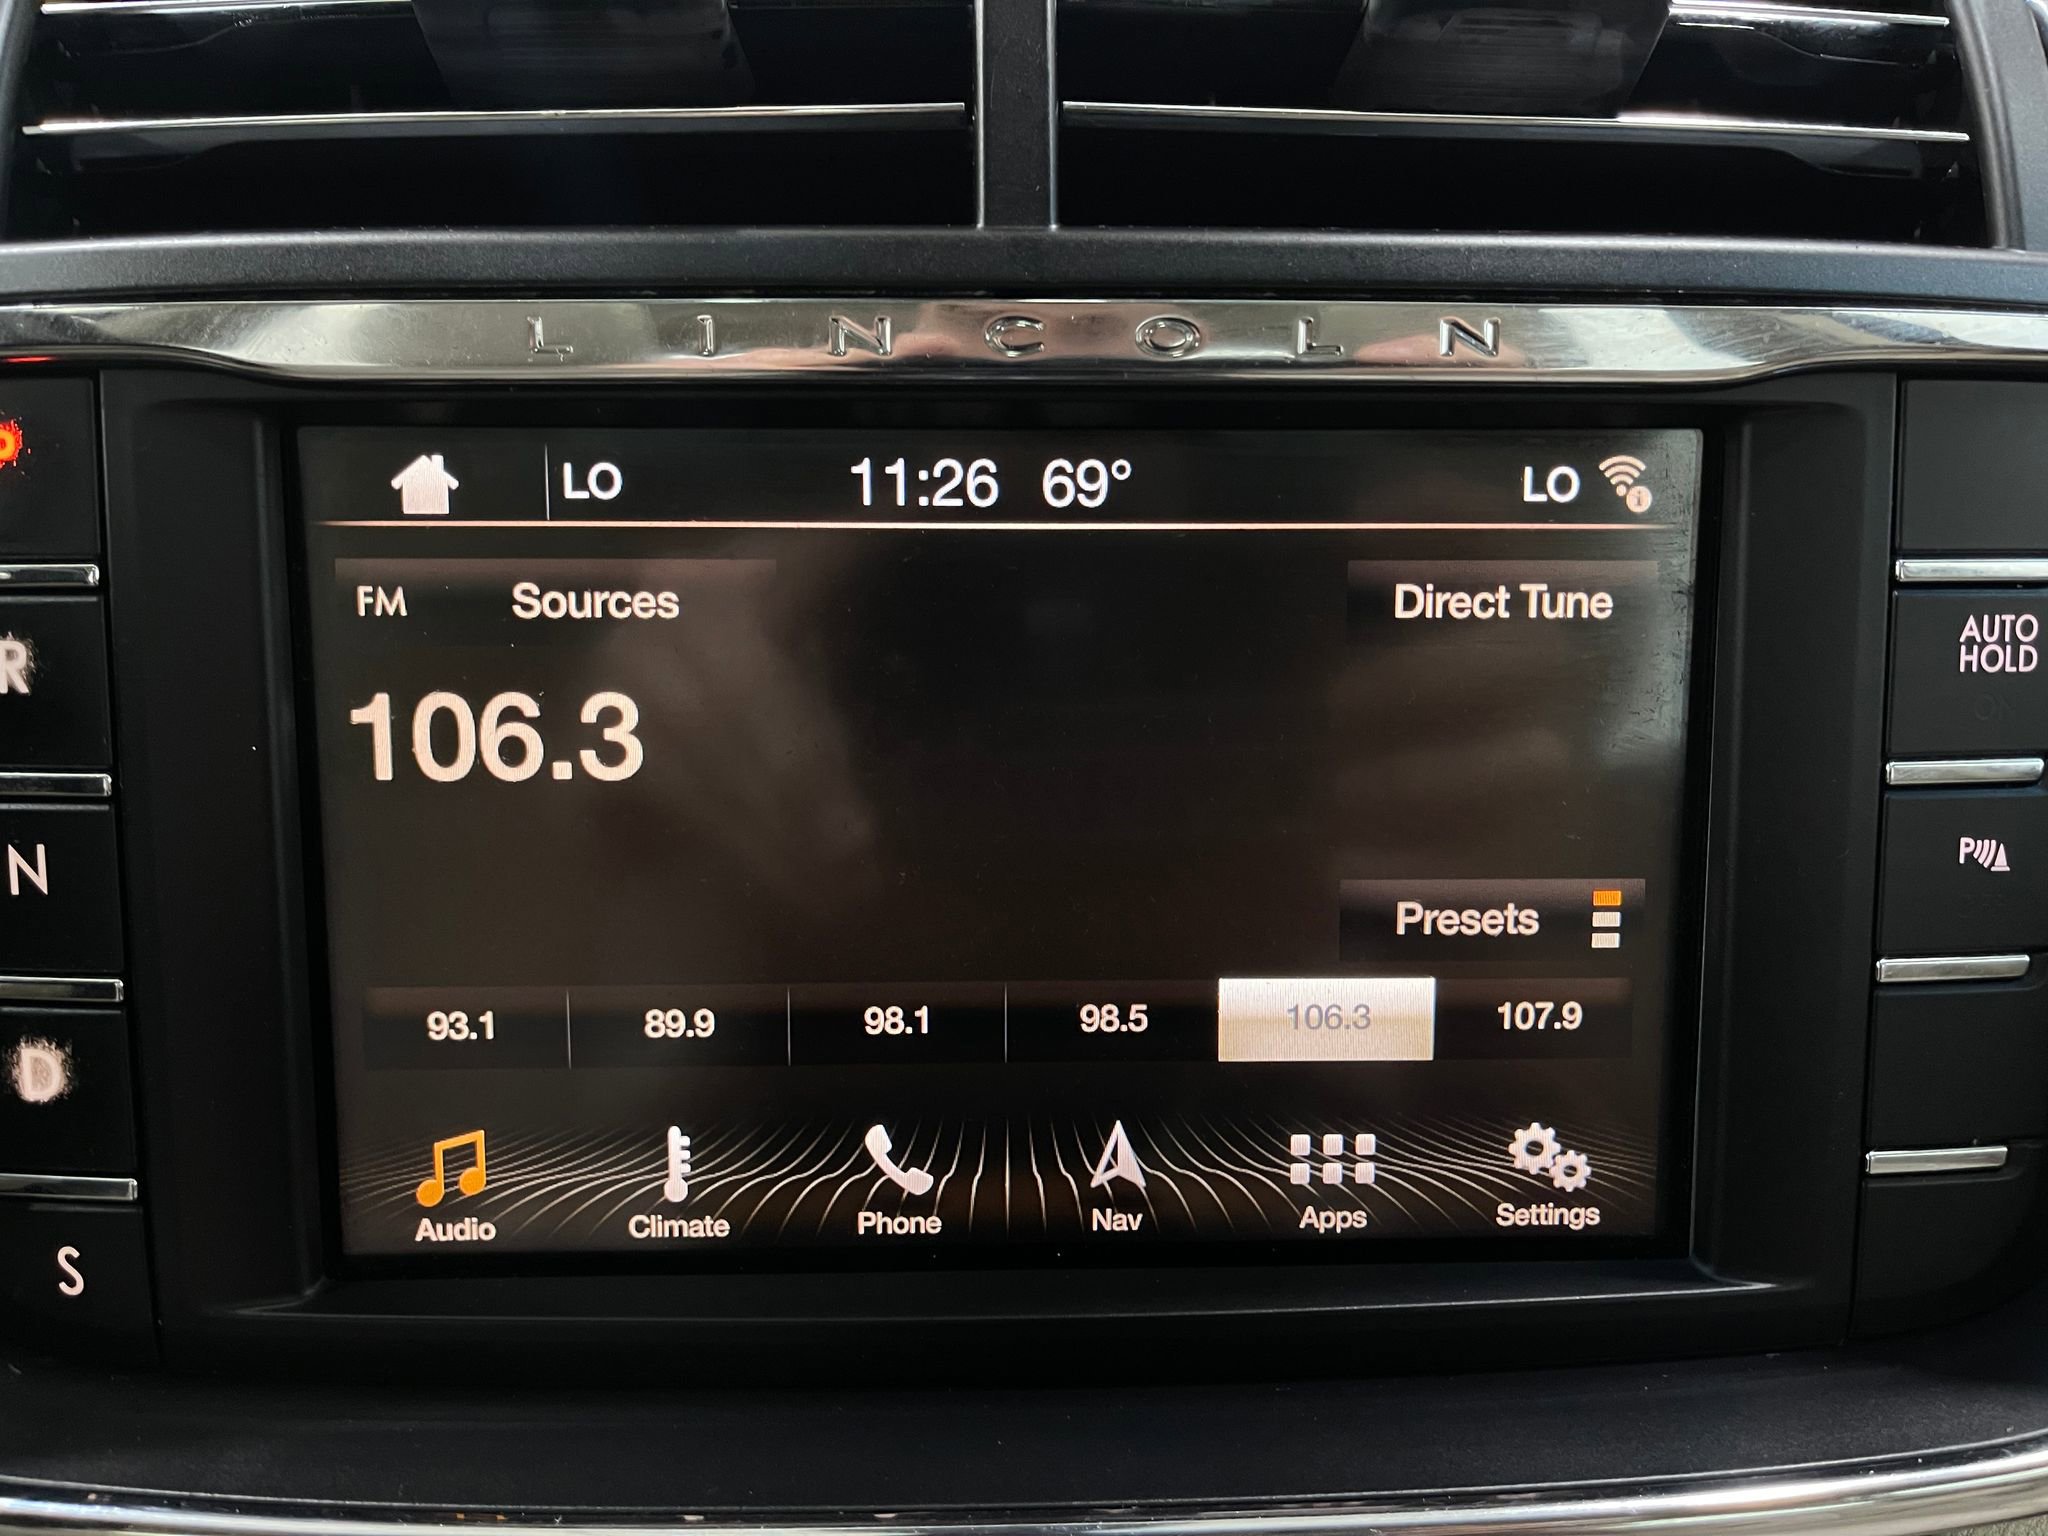 LINCOLN
LO 11:26 69° LO
FM Sources Direct Tune
106.3
Presets
93.1 89.9 98.1 98.5 106.3 107.9
Audio Climate Phone Nav Apps Settings
R
N
D
S
AUTO
HOLD
P